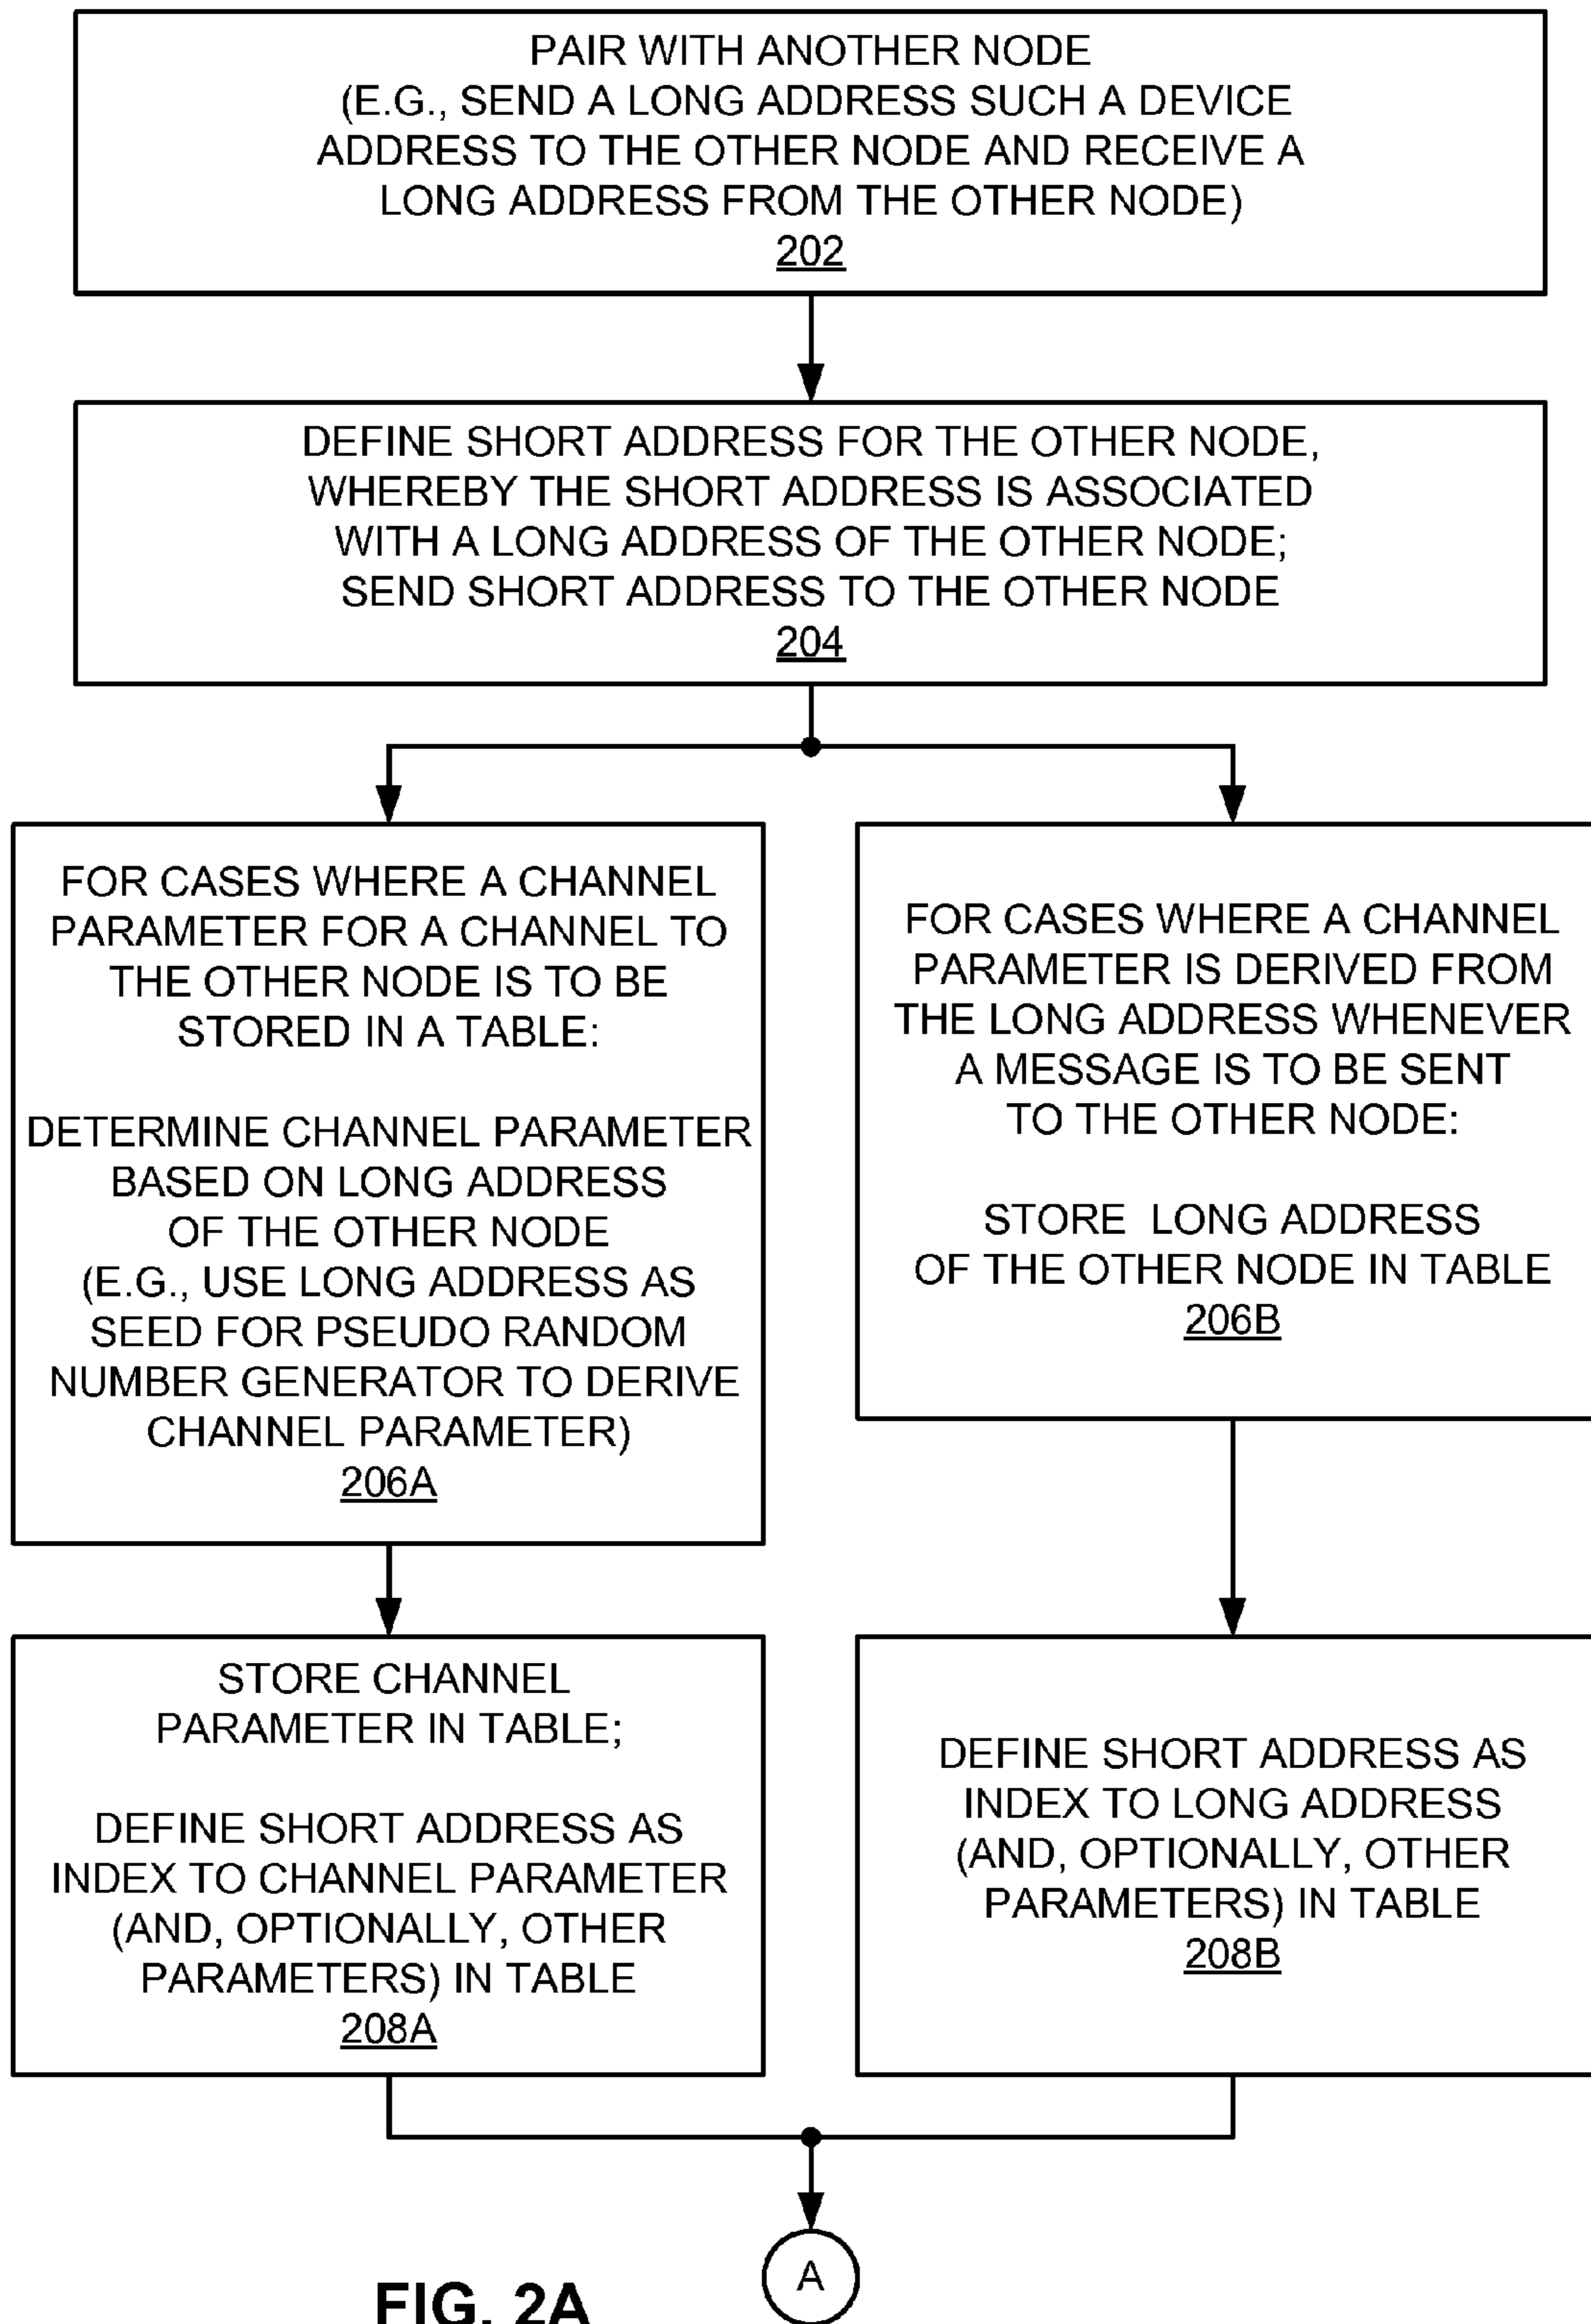 PAIR WITH ANOTHER NODE
(E.G., SEND A LONG ADDRESS SUCH A DEVICE
ADDRESS TO THE OTHER NODE AND RECEIVE A
LONG ADDRESS FROM THE OTHER NODE)
202
DEFINE SHORT ADDRESS FOR THE OTHER NODE,
WHEREBY THE SHORT ADDRESS IS ASSOCIATED
WITH A LONG ADDRESS OF THE OTHER NODE;
SEND SHORT ADDRESS TO THE OTHER NODE
204
FOR CASES WHERE A CHANNEL
PARAMETER FOR A CHANNEL TO
THE OTHER NODE IS TO BE
STORED IN A TABLE:
DETERMINE CHANNEL PARAMETER
BASED ON LONG ADDRESS
OF THE OTHER NODE
(E.G., USE LONG ADDRESS AS
SEED FOR PSEUDO RANDOM
NUMBER GENERATOR TO DERIVE
CHANNEL PARAMETER)
206A
FOR CASES WHERE A CHANNEL
PARAMETER IS DERIVED FROM
THE LONG ADDRESS WHENEVER
A MESSAGE IS TO BE SENT
TO THE OTHER NODE:
STORE LONG ADDRESS
OF THE OTHER NODE IN TABLE
206B
STORE CHANNEL
PARAMETER IN TABLE;
DEFINE SHORT ADDRESS AS
INDEX TO CHANNEL PARAMETER
(AND, OPTIONALLY, OTHER
PARAMETERS) IN TABLE
208A
DEFINE SHORT ADDRESS AS
INDEX TO LONG ADDRESS
(AND, OPTIONALLY, OTHER
PARAMETERS) IN TABLE
208B
A
FIG. 2A